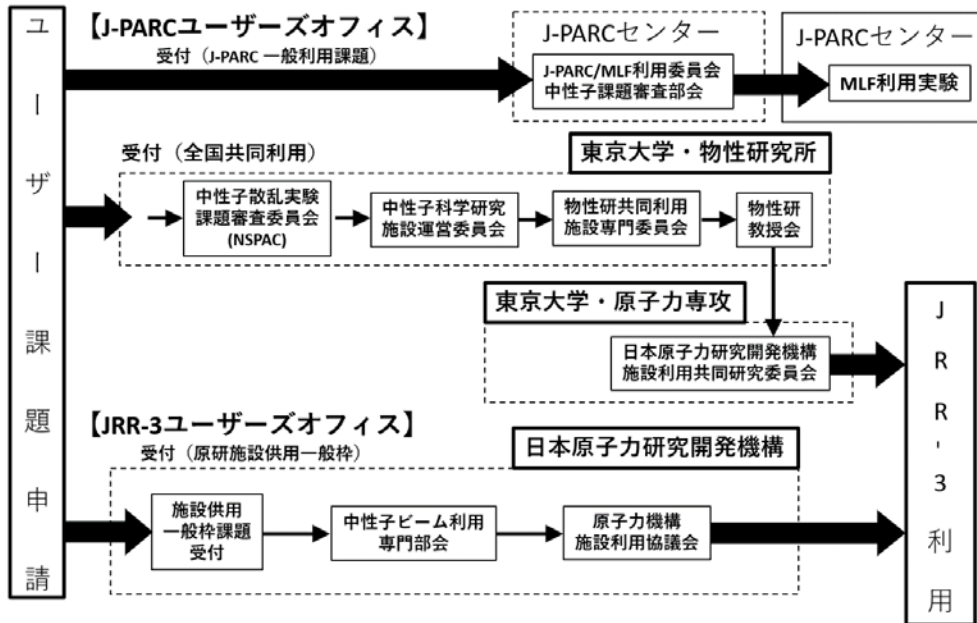 ユーザー課題申請
【J-PARCユーザーズオフィス】
受付（J-PARC 一般利用課題）
J-PARCセンター
J-PARC/MLF利用委員会
中性子課題審査部会
J-PARCセンター
MLF利用実験
受付（全国共同利用）
東京大学・物性研究所
中性子散乱実験
課題審査委員会
(NSPAC)
中性子科学研究
施設運営委員会
物性研共同利用
施設専門委員会
物性研
教授会
東京大学・原子力専攻
日本原子力研究開発機構
施設利用共同研究委員会
【JRR-3ユーザーズオフィス】
受付（原研施設供用一般枠）
日本原子力研究開発機構
施設供用
一般枠課題
受付
中性子ビーム利用
専門部会
原子力機構
施設利用協議会
JRR'3利用